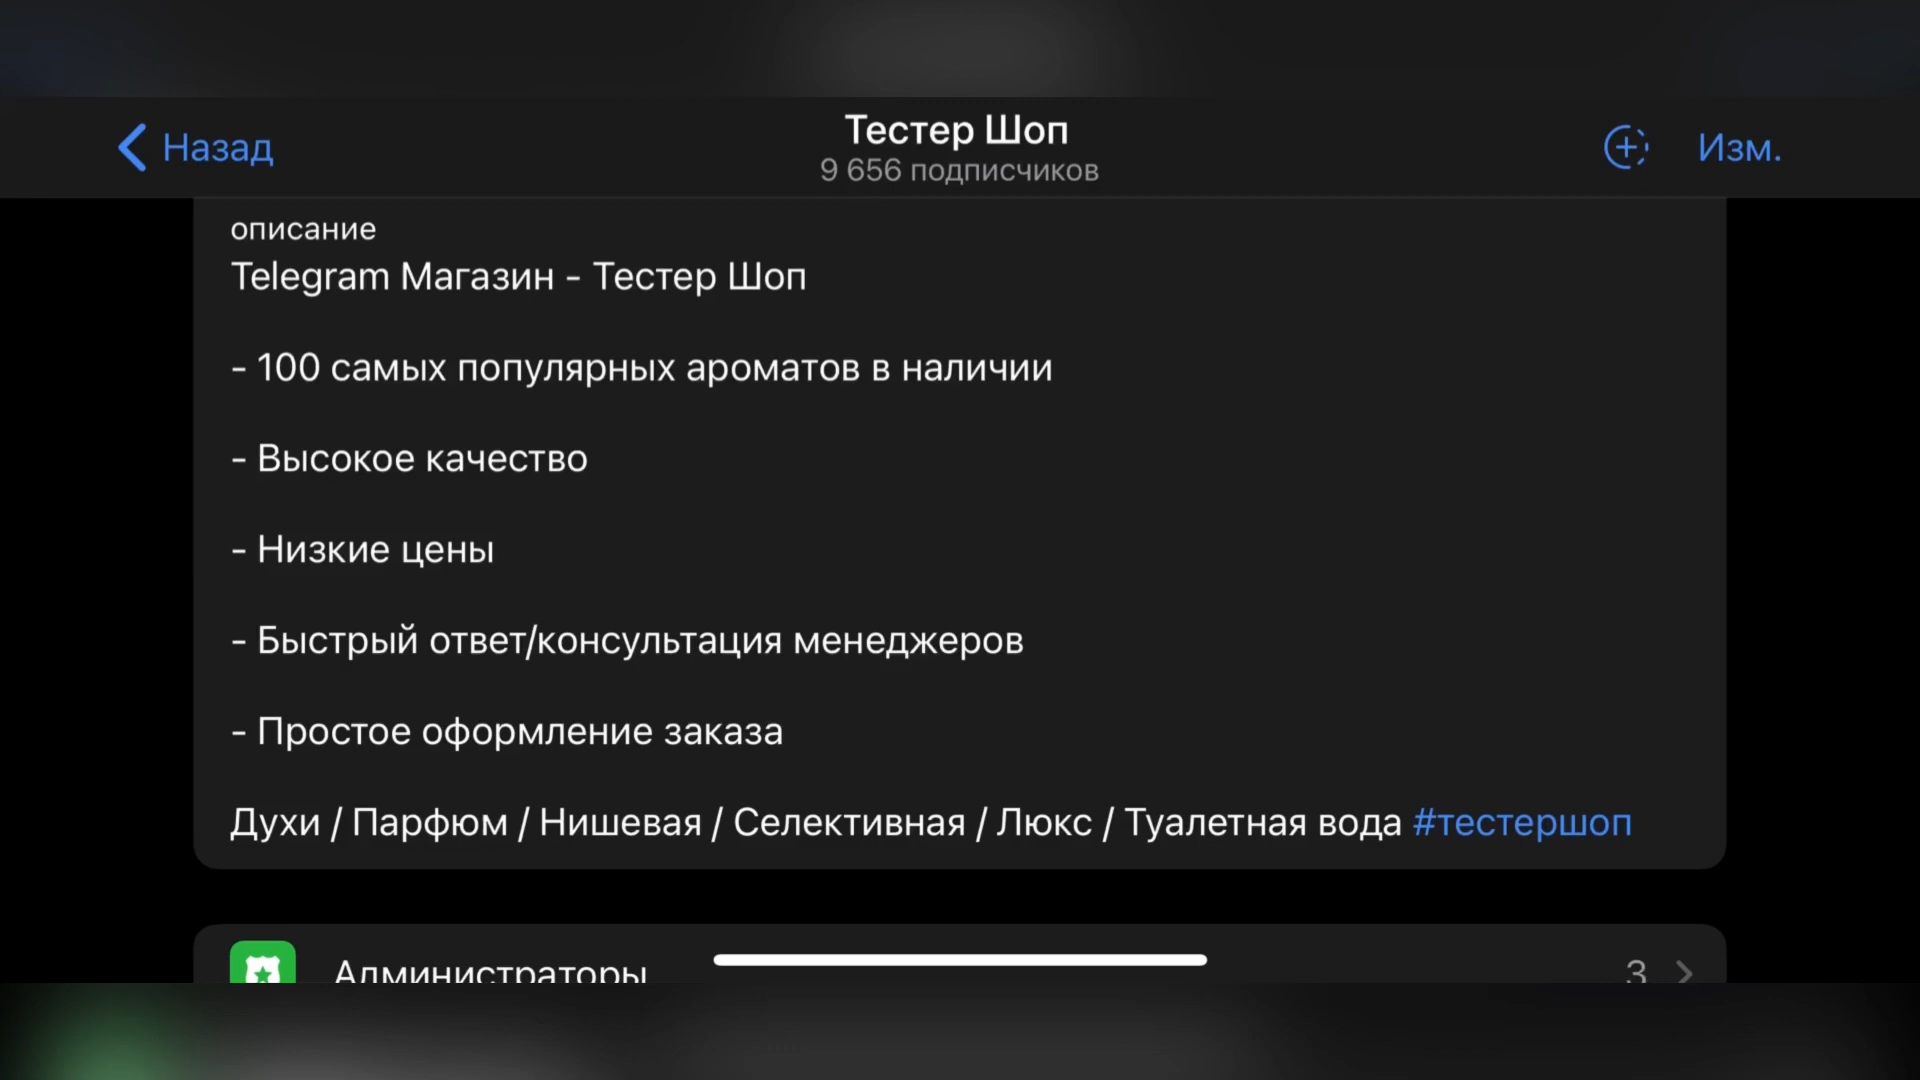 Назад
Тестер Шоп
9 656 подписчиков
Изм.
описание
Telegram Магазин - Тестер Шоп
- 100 самых популярных ароматов в наличии
- Высокое качество
- Низкие цены
- Быстрый ответ/консультация менеджеров
- Простое оформление заказа
Духи / Парфюм / Нишевая / Селективная / Люкс / Туалетная вода #тестершоп
Администраторы
3